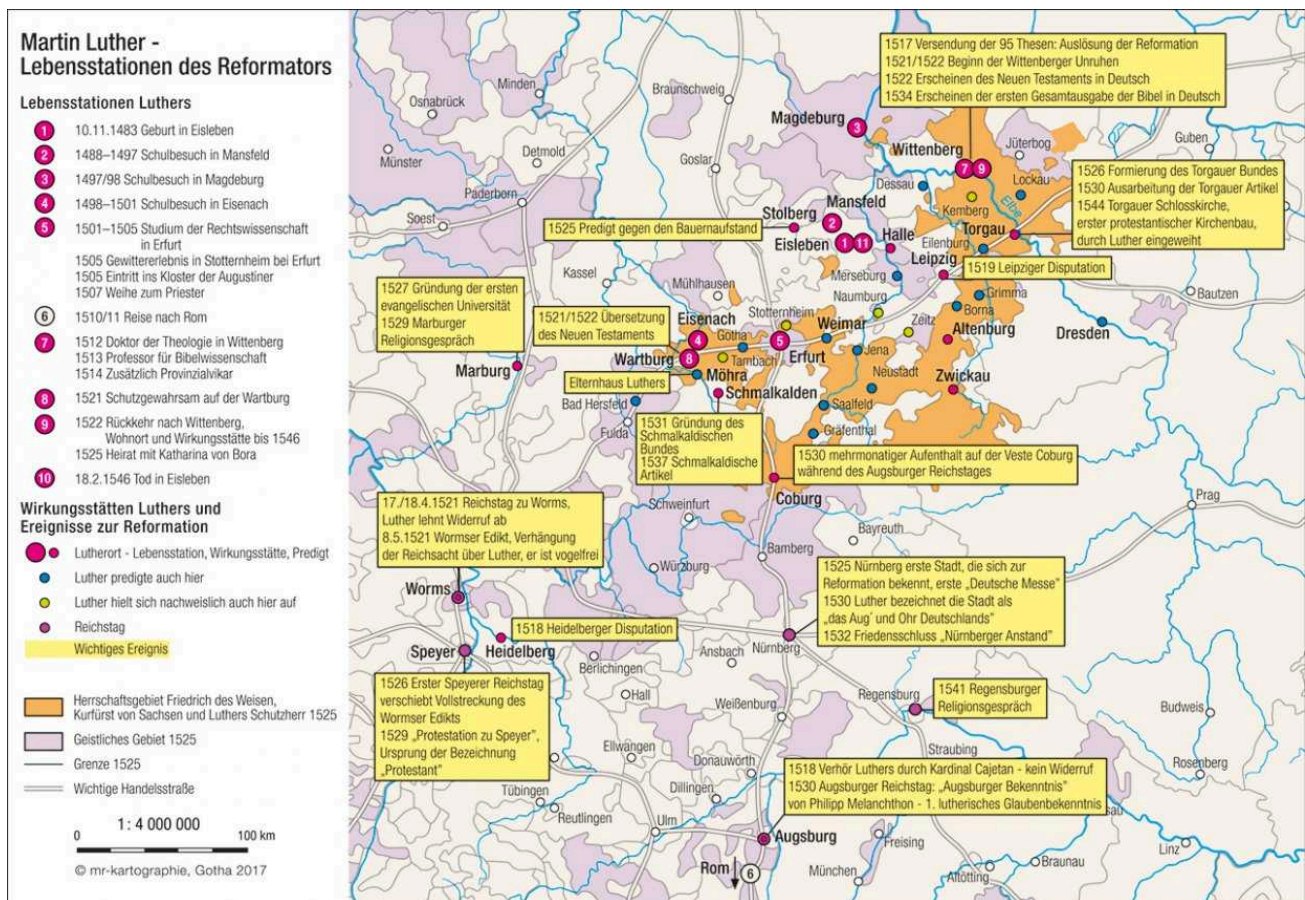 Martin Luther -
Lebensstationen des Reformators
Lebensstationen Luthers
1 10.11.1483 Geburt in Eisleben
2 1488–1497 Schulbesuch in Mansfeld
3 1497/98 Schulbesuch in Magdeburg
4 1498–1501 Schulbesuch in Eisenach
5 1501–1505 Studium der Rechtswissenschaft
in Erfurt
1505 Gewittererlebnis in Stotternheim bei Erfurt
1505 Eintritt ins Kloster der Augustiner
1507 Weihe zum Priester
6 1510/11 Reise nach Rom
7 1512 Doktor der Theologie in Wittenberg
1513 Professor für Bibelwissenschaft
1514 Zusätzlich Provinzialvikar
8 1521 Schutzgewahrsam auf der Wartburg
9 1522 Rückkehr nach Wittenberg,
Wohnort und Wirkungsstätte bis 1546
1525 Heirat mit Katharina von Bora
10 18.2.1546 Tod in Eisleben
Wirkungsstätten Luthers und
Ereignisse zur Reformation
Lutherort - Lebensstation, Wirkungsstätte, Predigt
Luther predigte auch hier
Luther hielt sich nachweislich auch hier auf
Reichstag
Wichtiges Ereignis
Herrschaftsgebiet Friedrich des Weisen,
Kurfürst von Sachsen und Luthers Schutzherr 1525
Geistliches Gebiet 1525
Grenze 1525
Wichtige Handelsstraße
1: 4 000 000
0 100 km
© mr-kartographie, Gotha 2017
1517 Versendung der 95 Thesen: Auslösung der Reformation
1521/1522 Beginn der Wittenberger Unruhen
1522 Erscheinen des Neuen Testaments in Deutsch
1534 Erscheinen der ersten Gesamtausgabe der Bibel in Deutsch
Minden
Osnabrück
Braunschweig
Magdeburg
3
Guben
Münster
Detmold
Goslar
Wittenberg
7 9
Jüterbog
Lockau
1526 Formierung des Torgauer
Bundes
1530 Ausarbeitung der Torgauer Artikel
1544 Torgauer Schlosskirche,
erster protestantischer Kirchenbau,
durch Luther eingeweiht
Paderborn
Soest
Dessau
Kemberg
Elbe
Mansfeld
2
Stolberg
1525 Predigt gegen den Bauernaufstand
Eisleben
1 11
Halle
Torgau
Eilenburg
Leipzig
1519 Leipziger Disputation
Kassel
Mühlhausen
Merseburg
Naumburg
Grimma
Borna
Bautzen
1527 Gründung der ersten
evangelischen Universität
1529 Marburger
Religionsgespräch
1521/1522 Übersetzung
des Neuen Testaments
Eisenach
4
Stotternheim
Gotha
Weimar
Zeitz
Altenburg
Dresden
Wartburg
8
Tambach
5
Erfurt
Jena
Marburg
Elternhaus Luthers
Möhra
Neustadt
Zwickau
Schmalkalden
Bad Hersfeld
Saalfeld
Fulda
Gräfenthal
1531 Gründung des
Schmalkaldischen
Bundes
1537 Schmalkaldische
Artikel
1530 mehrmonatiger Aufenthalt auf der Veste Coburg
während des Augsburger Reichstages
Coburg
17./18.4.1521 Reichstag zu Worms,
Luther lehnt Widerruf ab
8.5.1521 Wormser Edikt, Verhängung
der Reichsacht über Luther, er ist vogelfrei
Schweinfurt
Prag
Bayreuth
Bamberg
Würzburg
1525 Nürnberg erste Stadt, die sich zur
Reformation bekennt, erste „Deutsche Messe"
1530 Luther bezeichnet die Stadt als
„das Aug' und Ohr Deutschlands"
1532 Friedensschluss „Nürnberger Anstand"
Worms
1518 Heidelberger Disputation
Speyer
Heidelberg
Nürnberg
Ansbach
Berlichingen
Hall
1526 Erster Speyerer Reichstag
verschiebt Vollstreckung des
Wormser Edikts
1529 „Protestation zu Speyer",
Ursprung der Bezeichnung
„Protestant"
Weißenburg
Regensburg
1541 Regensburger
Religionsgespräch
Budweis
Ellwangen
Straubing
Donauwörth
Rosenberg
Dillingen
1518 Verhör Luthers durch Kardinal Cajetan - kein Widerruf
1530 Augsburger Reichstag: „Augsburger Bekenntnis"
von Philipp Melanchthon - 1. lutherisches Glaubenbekenntnis
Tübingen
Reutlingen
Ulm
Augsburg
Freising
Linz
Rom
6
München
Altötting
Braunau